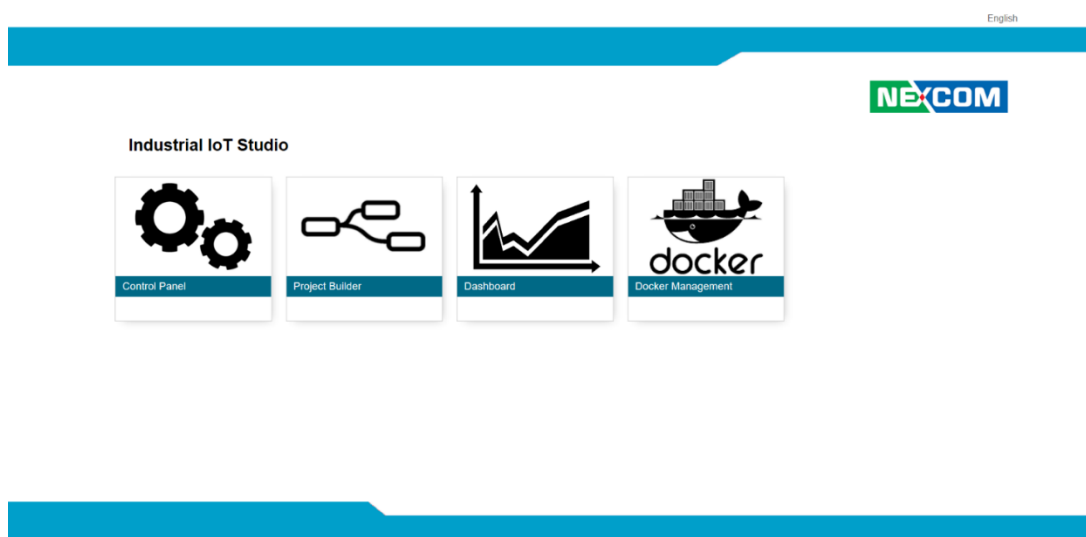 English
NEXCOM
Industrial IoT Studio
docker
Control Panel
Project Builder
Dashboard
Docker Management